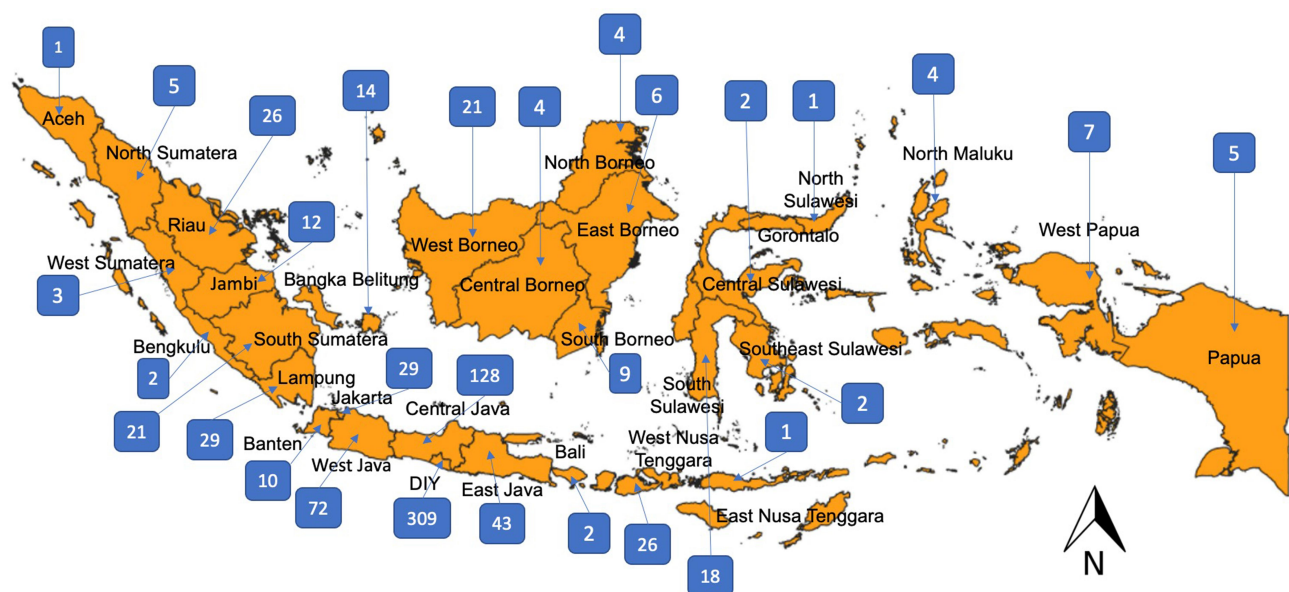 4
1
4
5
14
21
4
6
2
1
7
26
5
Aceh
North Sumatera
North Borneo
North Maluku
North
Sulawesi
Riau
12
West Borneo
East Borneo
Gorontalo
West Papua
West Sumatera
Jambi
Bangka Belitung
Central Borneo
Central Sulawesi
3
Bengkulu
South Sumatera
South Borneo
Southeast Sulawesi
Papua
2
Lampung
29
128
9
South
Sulawesi
2
21
29
Jakarta
Central Java
West Nusa
Tenggara
1
Banten
West Java
DIY
East Java
Bali
10
72
309
43
2
26
East Nusa Tenggara
18
N